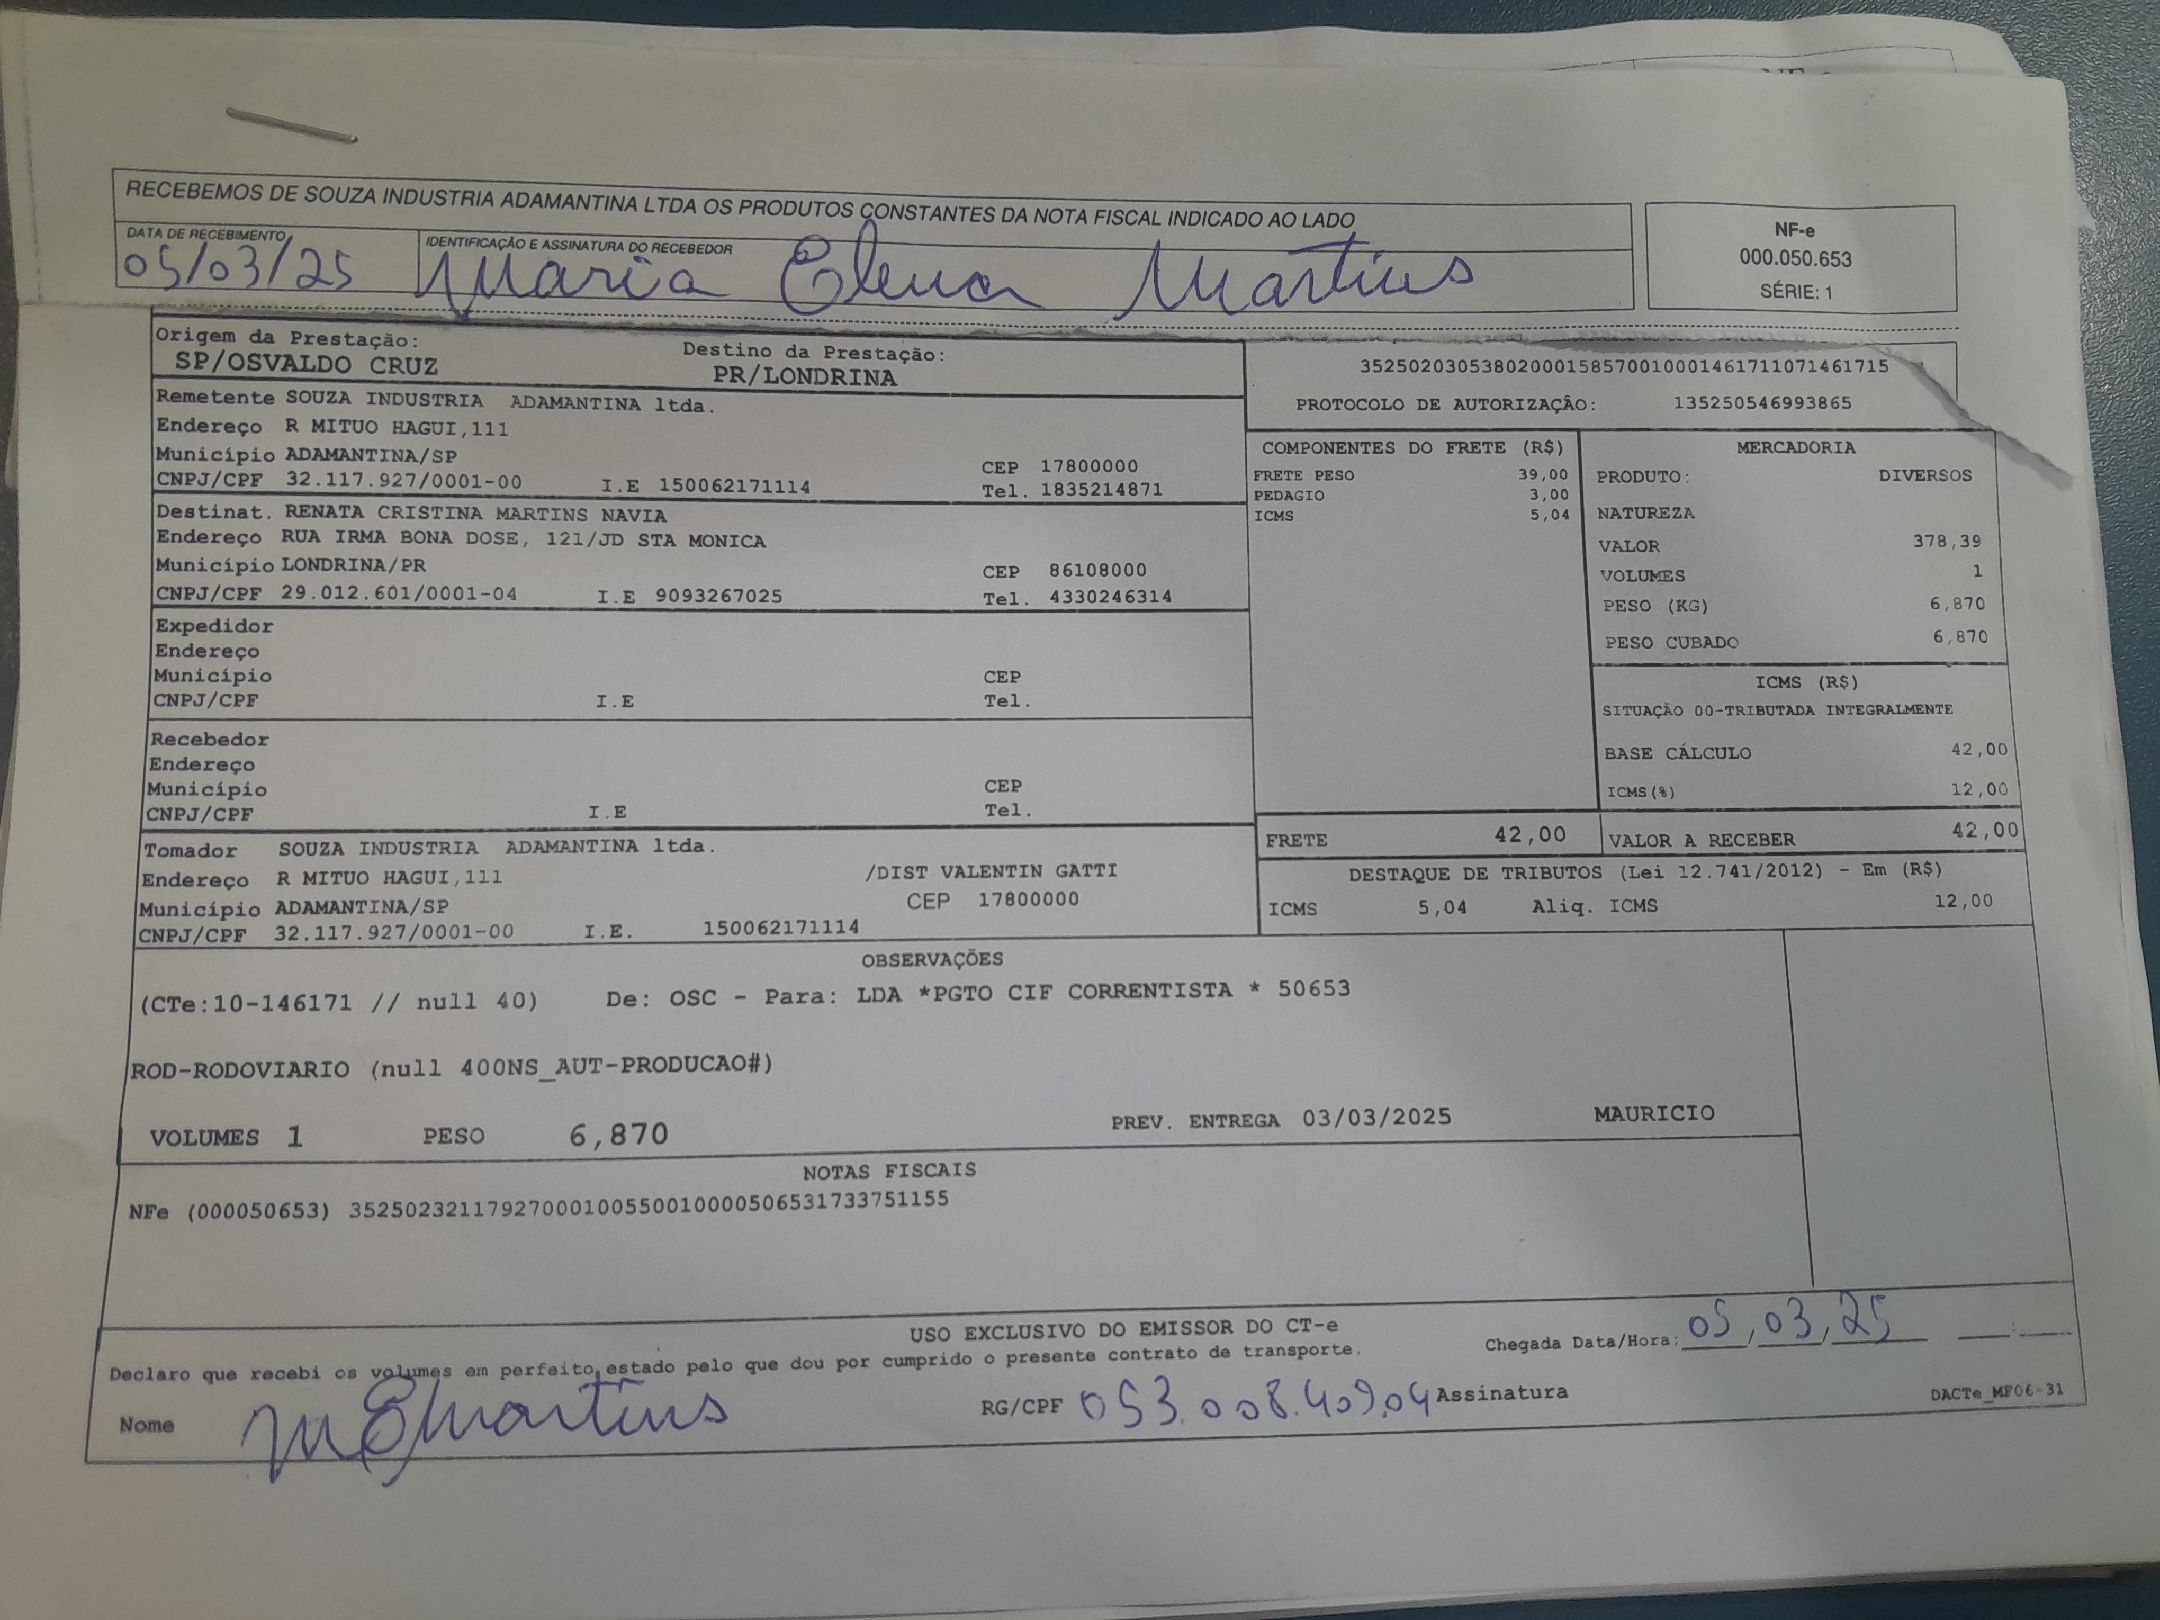 RECEBEMOS DE SOUZA INDUSTRIA ADAMANTINA LTDA OS PRODUTOS CONSTANTES DA NOTA FISCAL INDICADO AO LADO
DATA DE RECEBIMENTO
05/03/25
IDENTIFICAÇÃO E ASSINATURA DO RECEBEDOR
Maria Elena Martins
NF-e
000.050.653
SÉRIE: 1
Origem da Prestação:
SP/OSVALDO CRUZ
Destino da Prestação:
PR/LONDRINA
35250203053802000158570010001461711071461715
PROTOCOLO DE AUTORIZAÇÃO: 135250546993865
Remetente SOUZA INDUSTRIA ADAMANTINA ltda.
Endereço R MITUO HAGUI,111
Município ADAMANTINA/SP CEP 17800000
CNPJ/CPF 32.117.927/0001-00 I.E 150062171114 Tel. 1835214871
Destinat. RENATA CRISTINA MARTINS NAVIA
Endereço RUA IRMA BONA DOSE, 121/JD STA MONICA
Município LONDRINA/PR CEP 86108000
CNPJ/CPF 29.012.601/0001-04 I.E 9093267025 Tel. 4330246314
Expedidor
Endereço
Município CEP
CNPJ/CPF I.E Tel.
Recebedor
Endereço
Município CEP
CNPJ/CPF I.E Tel.
Tomador SOUZA INDUSTRIA ADAMANTINA ltda.
Endereço R MITUO HAGUI,111 /DIST VALENTIN GATTI
Município ADAMANTINA/SP CEP 17800000
CNPJ/CPF 32.117.927/0001-00 I.E. 150062171114
COMPONENTES DO FRETE (R$)
FRETE PESO 39,00
PEDAGIO 3,00
ICMS 5,04
MERCADORIA
PRODUTO: DIVERSOS
NATUREZA
VALOR 378,39
VOLUMES 1
PESO (KG) 6,870
PESO CUBADO 6,870
ICMS (R$)
SITUAÇÃO 00-TRIBUTADA INTEGRALMENTE
BASE CÁLCULO 42,00
ICMS(%) 12,00
FRETE 42,00 VALOR A RECEBER 42,00
DESTAQUE DE TRIBUTOS (Lei 12.741/2012) - Em (R$)
ICMS 5,04 Aliq. ICMS 12,00
OBSERVAÇÕES
(CTe:10-146171 // null 40) De: OSC - Para: LDA *PGTO CIF CORRENTISTA * 50653
ROD-RODOVIARIO (null 400NS_AUT-PRODUCAO#)
VOLUMES 1 PESO 6,870 PREV. ENTREGA 03/03/2025 MAURICIO
NOTAS FISCAIS
NFe (000050653) 35250232117927000100550010000506531733751155
USO EXCLUSIVO DO EMISSOR DO CT-e
Chegada Data/Hora: 05,03,25
Declaro que recebi os volumes em perfeito estado pelo que dou por cumprido o presente contrato de transporte.
Nome MEMartins RG/CPF 053.008.409.04 Assinatura
DACTe_MF06-31